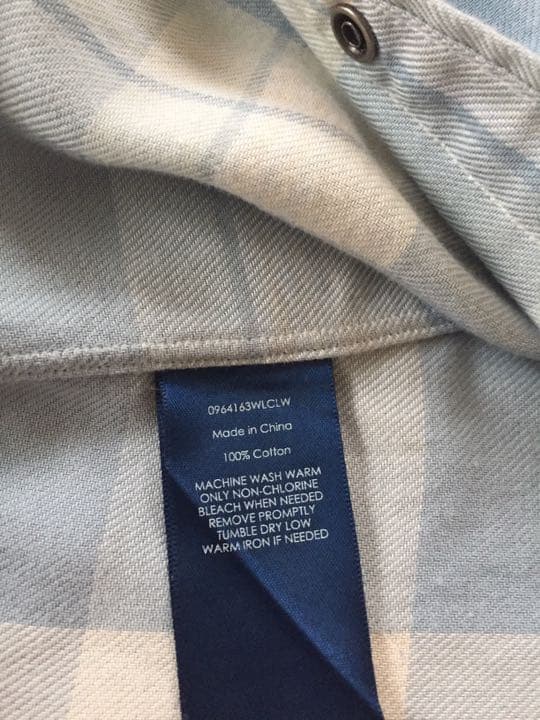 0964163WLCLW
Made in China
100% Cotton
MACHINE WASH WARM
ONLY NON-CHLORINE
BLEACH WHEN NEEDED
REMOVE PROMPTLY
TUMBLE DRY LOW
WARM IRON IF NEEDED